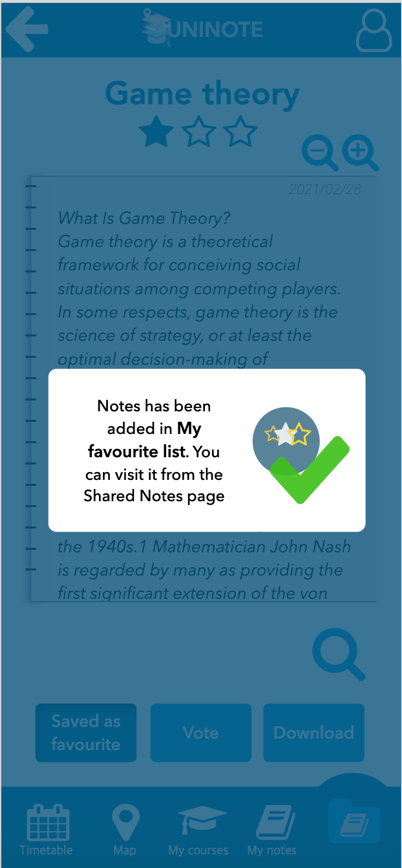 UNINOTE
Game theory
2021/02/28
What Is Game Theory?
Game theory is a theoretical
framework for conceiving social
situations among competing players.
In some respects, game theory is the
science of strategy, or at least the
optimal decision-making of
Notes has been
added in My
favourite list. You
can visit it from the
Shared Notes page
the 1940s.1 Mathematician John Nash
is regarded by many as providing the
first significant extension of the von
Saved as
favourite
Vote
Download
Timetable
Map
My courses
My notes